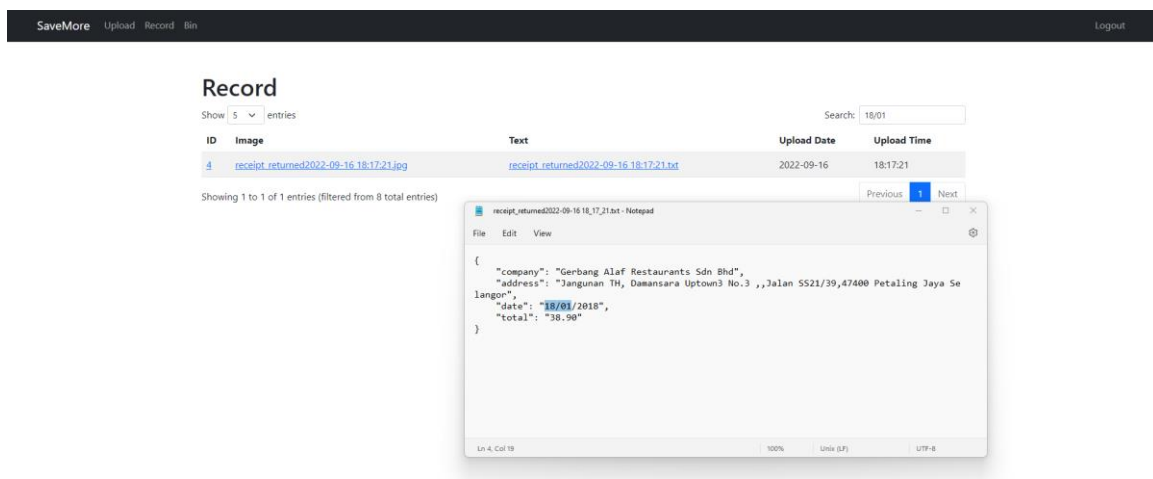 SaveMore Upload Record Bin Logout
Record
Show 5 entries Search: 18/01
ID Image Text Upload Date Upload Time
4 receipt_returned2022-09-16 18:17:21.jpg receipt_returned2022-09-16 18:17:21.txt 2022-09-16 18:17:21
Showing 1 to 1 of 1 entries (filtered from 8 total entries) Previous 1 Next
receipt_returned2022-09-16 18_17_21.txt - Notepad
File Edit View
{
"company": "Gerbang Alaf Restaurants Sdn Bhd",
"address": "Jangunan TH, Damansara Uptown3 No.3 ,,Jalan SS21/39,47400 Petaling Jaya Se
langor",
"date": "18/01/2018",
"total": "38.90"
}
Ln 4, Col 19 100% Unix (LF) UTF-8